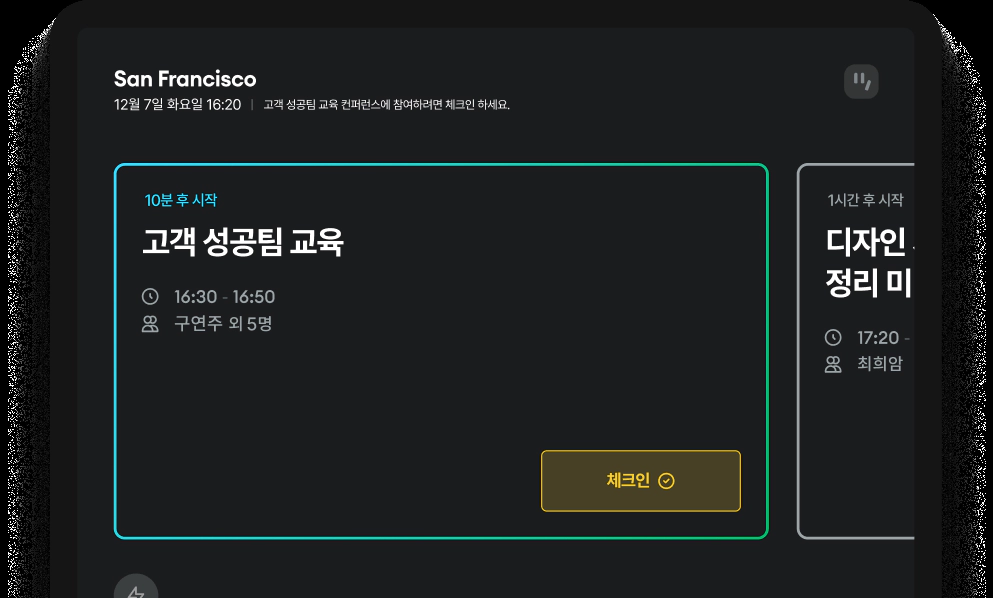 San Francisco
12월 7일 화요일 16:20 | 고객 성공팀 교육 컨퍼런스에 참여하려면 체크인 하세요.
10분 후 시작
고객 성공팀 교육
16:30 - 16:50
구연주 외 5명
체크인
1시간 후 시작
디자인
정리 미
17:20 -
최희암